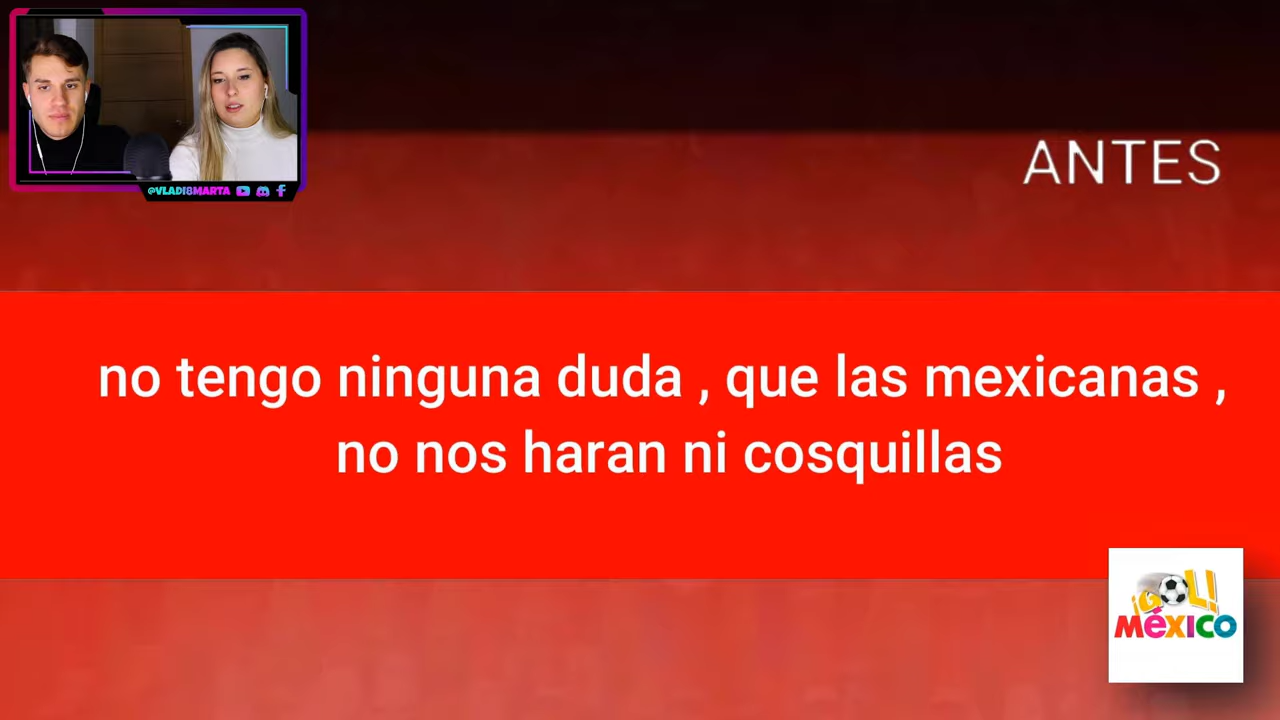 @VLADI8MARTA
ANTES
no tengo ninguna duda , que las mexicanas ,
no nos haran ni cosquillas
¡GOL!
MéxICO